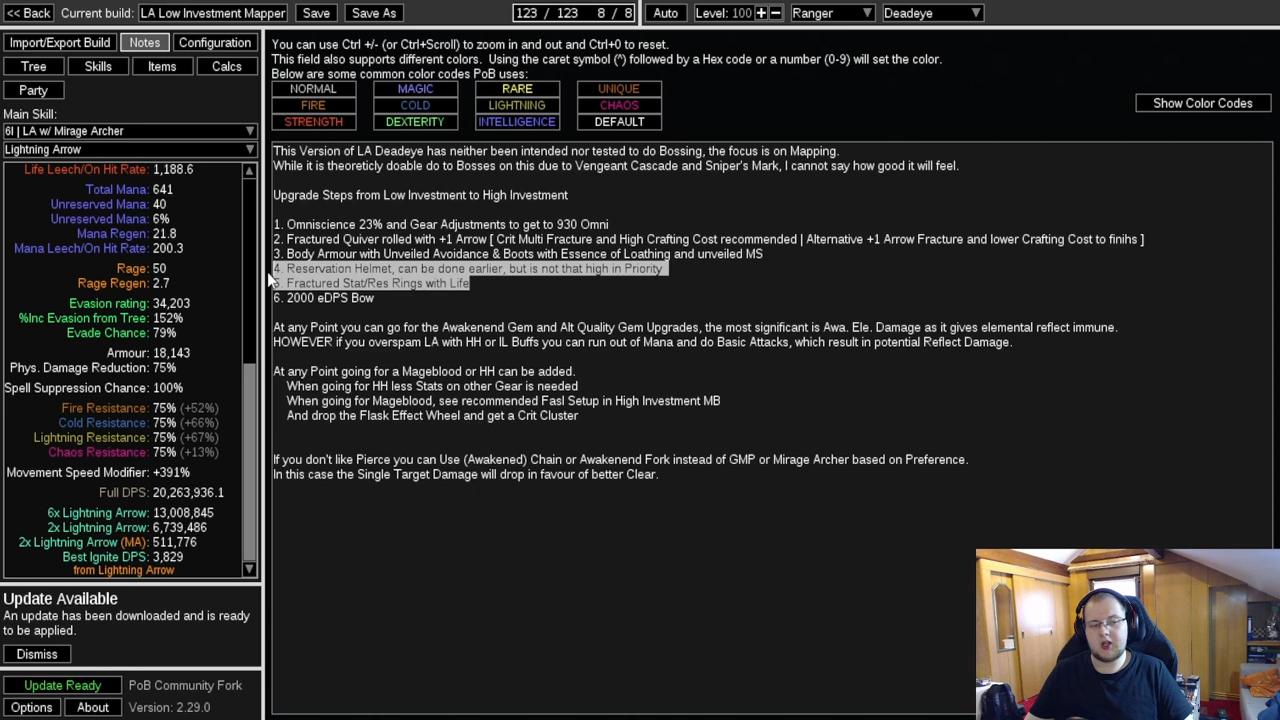 << Back
Current build: LA Low Investment Mapper
Save
Save As
123 / 123 8 / 8
Auto
Level: 100
Ranger
Deadeye
Import/Export Build
Notes
Configuration
Tree
Skills
Items
Calcs
Party
Main Skill:
6l | LA w/ Mirage Archer
Lightning Arrow
Life Leech/On Hit Rate: 1,188.6
Total Mana: 641
Unreserved Mana: 40
Unreserved Mana: 6%
Mana Regen: 21.8
Mana Leech/On Hit Rate: 200.3
Rage: 50
Rage Regen: 2.7
Evasion rating: 34,203
%Inc Evasion from Tree: 152%
Evade Chance: 79%
Armour: 18,143
Phys. Damage Reduction: 75%
Spell Suppression Chance: 100%
Fire Resistance: 75% (+52%)
Cold Resistance: 75% (+66%)
Lightning Resistance: 75% (+67%)
Chaos Resistance: 75% (+13%)
Movement Speed Modifier: +391%
Full DPS: 20,263,936.1
6x Lightning Arrow: 13,008,845
2x Lightning Arrow: 6,739,486
2x Lightning Arrow (MA): 511,776
Best Ignite DPS: 3,829
from Lightning Arrow
Update Available
An update has been downloaded and is ready
to be applied.
Dismiss
Update Ready
PoB Community Fork
Options
About
Version: 2.29.0
You can use Ctrl +/- (or Ctrl+Scroll) to zoom in and out and Ctrl+0 to reset.
This field also supports different colors. Using the caret symbol (^) followed by a Hex code or a number (0-9) will set the color.
Below are some common color codes PoB uses:
NORMAL
MAGIC
RARE
UNIQUE
FIRE
COLD
LIGHTNING
CHAOS
STRENGTH
DEXTERITY
INTELLIGENCE
DEFAULT
Show Color Codes
This Version of LA Deadeye has neither been intended nor tested to do Bossing, the focus is on Mapping.
While it is theoreticly doable do to Bosses on this due to Vengeant Cascade and Sniper's Mark, I cannot say how good it will feel.
Upgrade Steps from Low Investment to High Investment
1. Omniscience 23% and Gear Adjustments to get to 930 Omni
2. Fractured Quiver rolled with +1 Arrow [ Crit Multi Fracture and High Crafting Cost recommended | Alternative +1 Arrow Fracture and lower Crafting Cost to finihs ]
3. Body Armour with Unveiled Avoidance & Boots with Essence of Loathing and unveiled MS
4. Reservation Helmet, can be done earlier, but is not that high in Priority
5. Fractured Stat/Res Rings with Life
6. 2000 eDPS Bow
At any Point you can go for the Awakenend Gem and Alt Quality Gem Upgrades, the most significant is Awa. Ele. Damage as it gives elemental reflect immune.
HOWEVER if you overspam LA with HH or IL Buffs you can run out of Mana and do Basic Attacks, which result in potential Reflect Damage.
At any Point going for a Mageblood or HH can be added.
When going for HH less Stats on other Gear is needed
When going for Mageblood, see recommended Fasl Setup in High Investment MB
And drop the Flask Effect Wheel and get a Crit Cluster
If you don't like Pierce you can Use (Awakened) Chain or Awakenend Fork instead of GMP or Mirage Archer based on Preference.
In this case the Single Target Damage will drop in favour of better Clear.